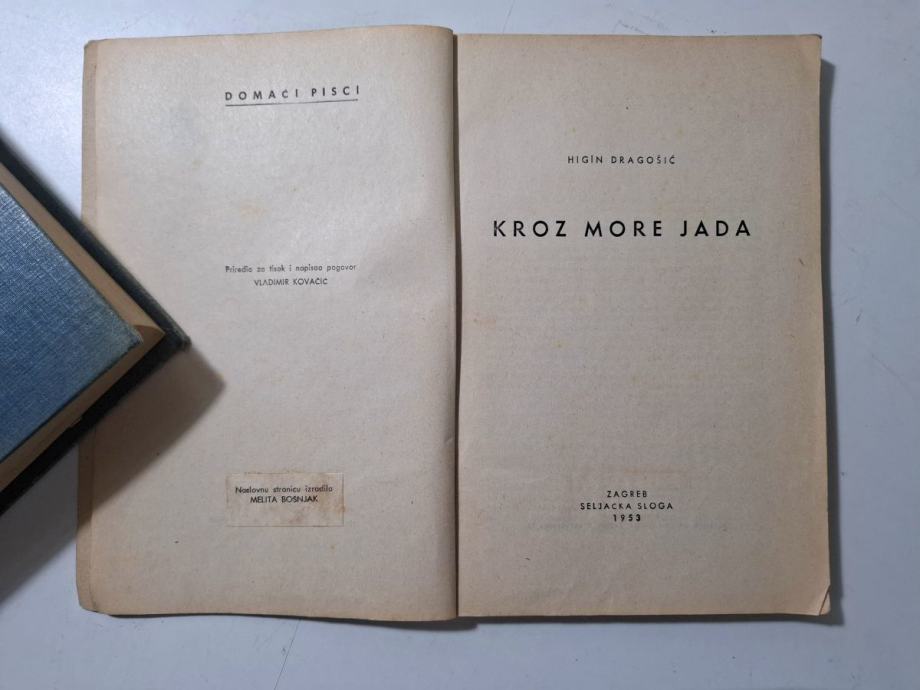 DOMAĆI PISCI
Priredio za tisak i napisao pogovor
VLADIMIR KOVAČIĆ
Naslovnu stranicu izradila
MELITA BOŠNJAK
HIGIN DRAGOŠIĆ
KROZ MORE JADA
ZAGREB
SELJAČKA SLOGA
1953